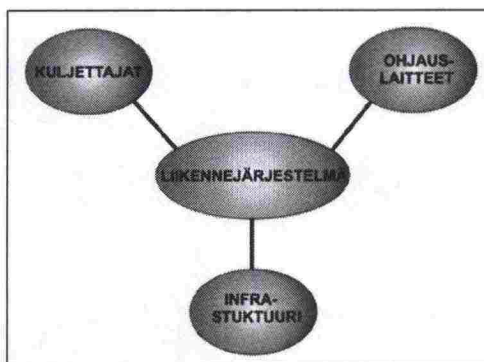 KULJETTAJAT
OHJAUS-
LAITTEET
LIIKENNEJÄRJESTELMÄ
INFRA-
STUKTUURI